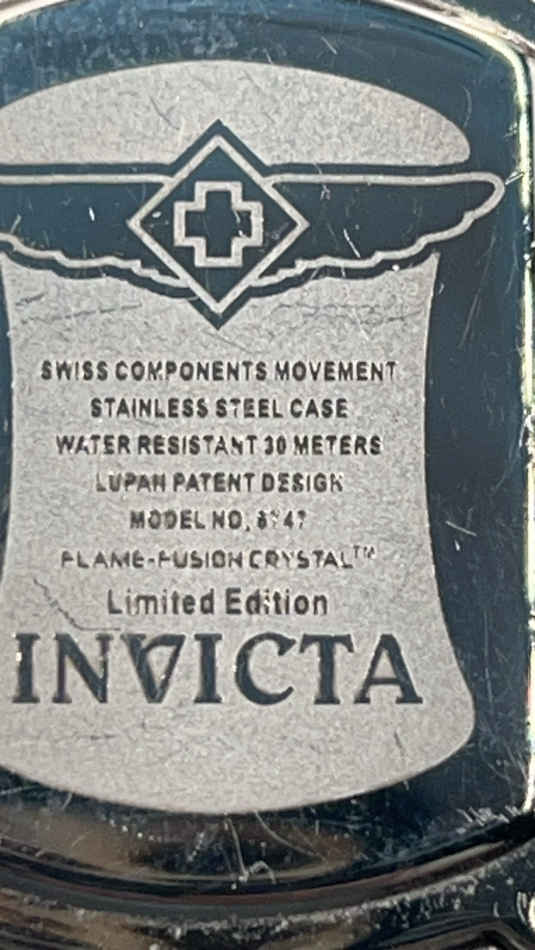 SWISS COMPONENTS MOVEMENT
STAINLESS STEEL CASE
WATER RESISTANT 30 METERS
LUPAH PATENT DESIGN
MODEL NO,
FLAME-FUSION CRYSTAL™
Limited Edition
INVICTA